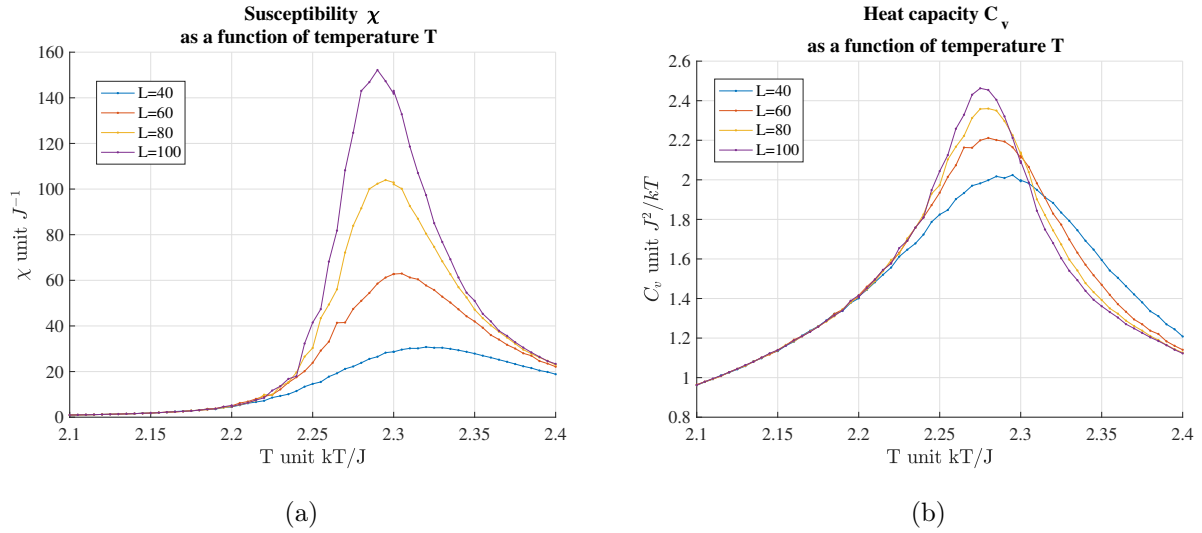 Susceptibility χ
as a function of temperature T
160
140
120
100
80
60
40
20
0
χ unit J⁻¹
L=40
L=60
L=80
L=100
2.1
2.15
2.2
2.25
2.3
2.35
2.4
T unit kT/J
(a)
Heat capacity C_v
as a function of temperature T
2.6
2.4
2.2
2
1.8
1.6
1.4
1.2
1
0.8
C_v unit J²/kT
L=40
L=60
L=80
L=100
2.1
2.15
2.2
2.25
2.3
2.35
2.4
T unit kT/J
(b)